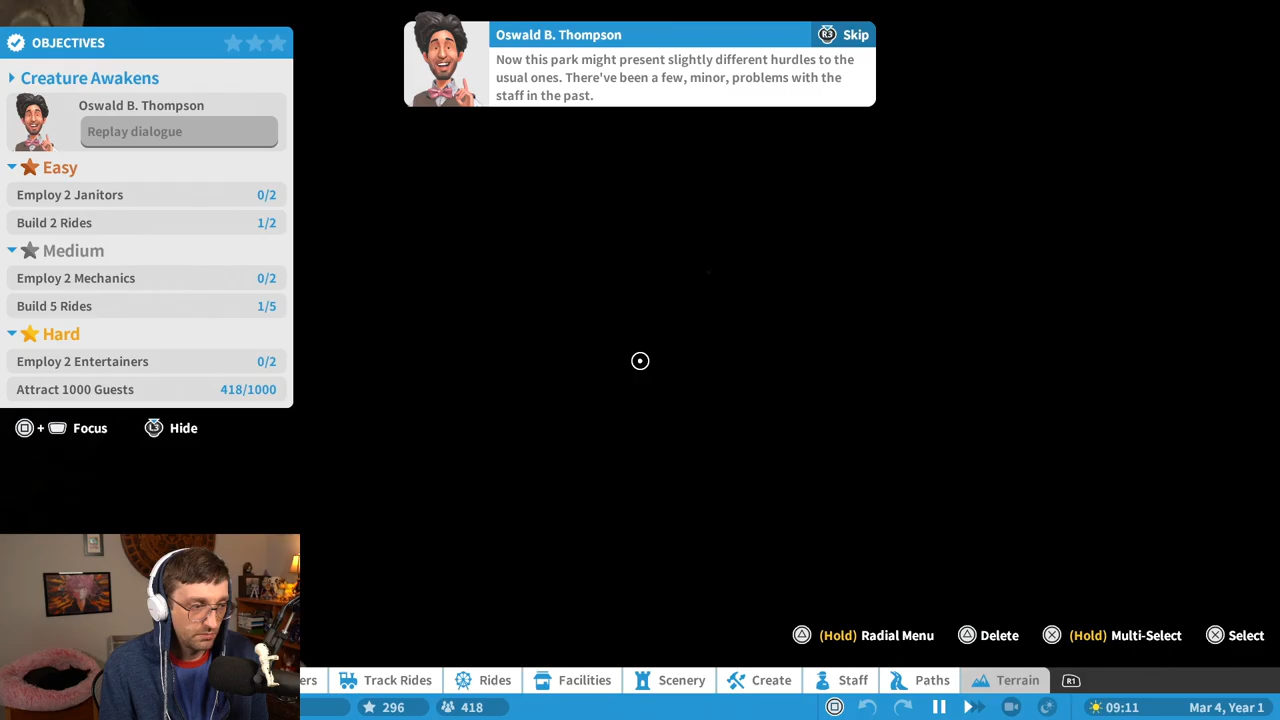 OBJECTIVES
Creature Awakens
Oswald B. Thompson
Replay dialogue
Easy
Employ 2 Janitors 0/2
Build 2 Rides 1/2
Medium
Employ 2 Mechanics 0/2
Build 5 Rides 1/5
Hard
Employ 2 Entertainers 0/2
Attract 1000 Guests 418/1000
+ Focus L3 Hide
Oswald B. Thompson R3 Skip
Now this park might present slightly different hurdles to the
usual ones. There've been a few, minor, problems with the
staff in the past.
(Hold) Radial Menu Delete (Hold) Multi-Select Select
ers Track Rides Rides Facilities Scenery Create Staff Paths Terrain R1
296 418 09:11 Mar 4, Year 1